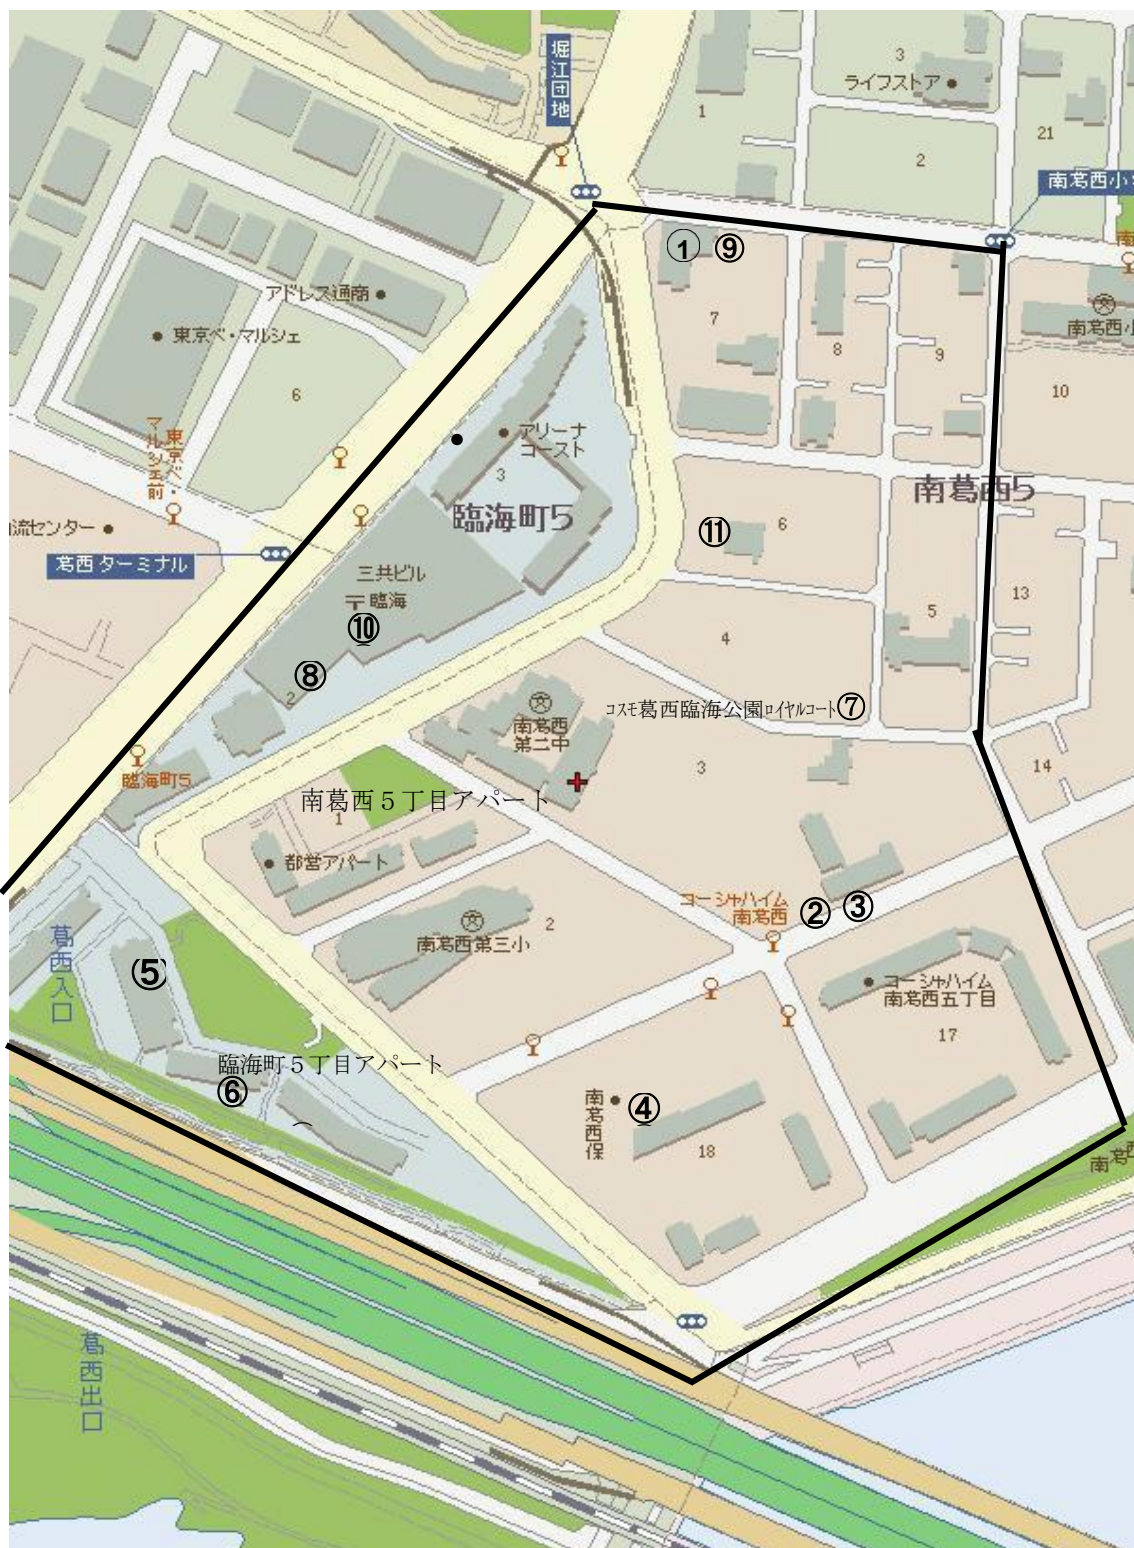 堀江団地
3
ライフストア
1
2
21
南葛西小
①
⑨
南葛西小
7
8
9
10
アドレス通商
東京ベ・マルシェ
6
東京ベ・
マルシェ前
アリーナ
コースト
3
臨海町5
南葛西5
流センター
葛西ターミナル
三共ビル
〒臨海
⑩
⑪
6
13
5
4
⑧
2
コスモ葛西臨海公園ロイヤルコート⑦
南葛西
第二中
3
14
臨海町5
南葛西５丁目アパート
1
都営アパート
コーシャハイム
南葛西
②
③
2
南葛西第三小
葛西入口
⑤
コーシャハイム
南葛西五丁目
17
臨海町５丁目アパート
⑥
南葛西保
④
18
南葛西
葛西出口